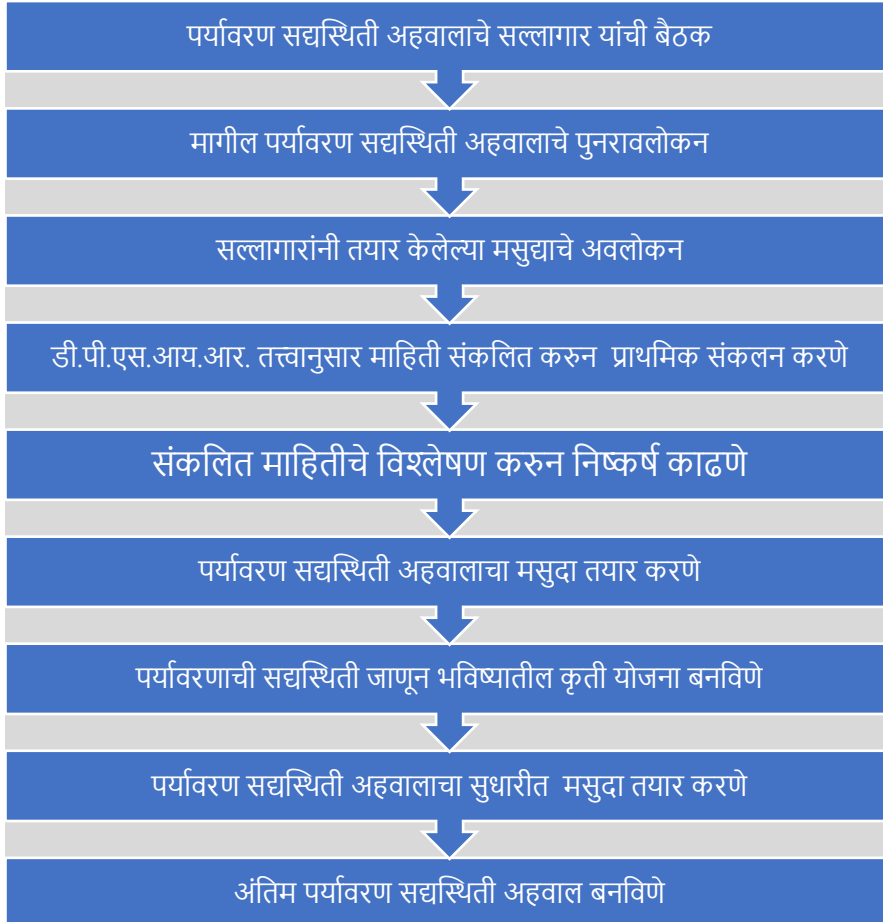 पर्यावरण सद्यस्थिती अहवालाचे सल्लागार यांची बैठक
मागील पर्यावरण सद्यस्थिती अहवालाचे पुनरावलोकन
सल्लागारांनी तयार केलेल्या मसुद्याचे अवलोकन
डी.पी.एस.आय.आर. तत्त्वानुसार माहिती संकलित करुन प्राथमिक संकलन करणे
संकलित माहितीचे विश्लेषण करुन निष्कर्ष काढणे
पर्यावरण सद्यस्थिती अहवालाचा मसुदा तयार करणे
पर्यावरणाची सद्यस्थिती जाणून भविष्यातील कृती योजना बनविणे
पर्यावरण सद्यस्थिती अहवालाचा सुधारीत मसुदा तयार करणे
अंतिम पर्यावरण सद्यस्थिती अहवाल बनविणे